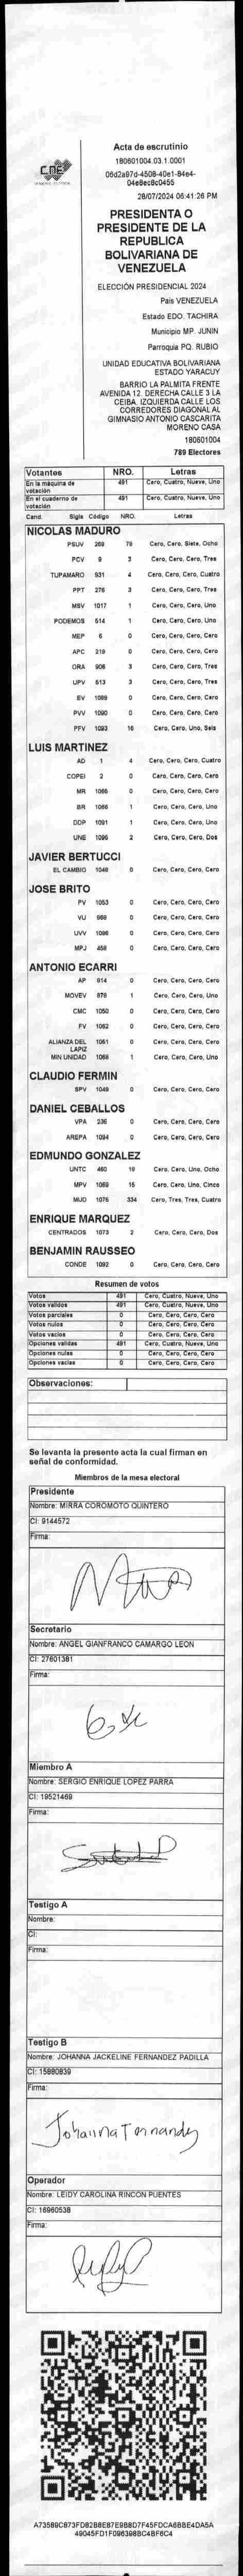 CNE
Acta de escrutinio
180601004.03.1.0001
06d2a97d-4508-40e1-84e4-
04e8ec8c0455
28/07/2024 06:41:26 PM
PRESIDENTA O
PRESIDENTE DE LA
REPUBLICA
BOLIVARIANA DE
VENEZUELA
ELECCIÓN PRESIDENCIAL 2024
País VENEZUELA
Estado EDO. TACHIRA
Municipio MP. JUNIN
Parroquia PQ. RUBIO
UNIDAD EDUCATIVA BOLIVARIANA
ESTADO YARACUY
BARRIO LA PALMITA FRENTE
AVENIDA 12. DERECHA CALLE 3 LA
CEIBA. IZQUIERDA CALLE LOS
CORREDORES DIAGONAL AL
GIMNASIO ANTONIO CASCARITA
MORENO CASA
180601004
789 Electores
Votantes NRO. Letras
En la máquina de votación 491 Cero, Cuatro, Nueve, Uno
En el cuaderno de votación 491 Cero, Cuatro, Nueve, Uno
Cand. Sigla Código NRO. Letras
NICOLAS MADURO
PSUV 269 78 Cero, Cero, Siete, Ocho
PCV 9 3 Cero, Cero, Cero, Tres
TUPAMARO 931 4 Cero, Cero, Cero, Cuatro
PPT 276 3 Cero, Cero, Cero, Tres
MSV 1017 1 Cero, Cero, Cero, Uno
PODEMOS 514 1 Cero, Cero, Cero, Uno
MEP 6 0 Cero, Cero, Cero, Cero
APC 219 0 Cero, Cero, Cero, Cero
ORA 906 3 Cero, Cero, Cero, Tres
UPV 513 3 Cero, Cero, Cero, Tres
EV 1089 0 Cero, Cero, Cero, Cero
PVV 1090 0 Cero, Cero, Cero, Cero
PFV 1093 16 Cero, Cero, Uno, Seis
LUIS MARTINEZ
AD 1 4 Cero, Cero, Cero, Cuatro
COPEI 2 0 Cero, Cero, Cero, Cero
MR 1065 0 Cero, Cero, Cero, Cero
BR 1066 1 Cero, Cero, Cero, Uno
DDP 1091 1 Cero, Cero, Cero, Uno
UNE 1095 2 Cero, Cero, Cero, Dos
JAVIER BERTUCCI
EL CAMBIO 1048 0 Cero, Cero, Cero, Cero
JOSE BRITO
PV 1053 0 Cero, Cero, Cero, Cero
VU 968 0 Cero, Cero, Cero, Cero
UVV 1096 0 Cero, Cero, Cero, Cero
MPJ 458 0 Cero, Cero, Cero, Cero
ANTONIO ECARRI
AP 914 0 Cero, Cero, Cero, Cero
MOVEV 878 1 Cero, Cero, Cero, Uno
CMC 1050 0 Cero, Cero, Cero, Cero
FV 1062 0 Cero, Cero, Cero, Cero
ALIANZA DEL LAPIZ 1061 0 Cero, Cero, Cero, Cero
MIN UNIDAD 1068 1 Cero, Cero, Cero, Uno
CLAUDIO FERMIN
SPV 1049 0 Cero, Cero, Cero, Cero
DANIEL CEBALLOS
VPA 236 0 Cero, Cero, Cero, Cero
AREPA 1094 0 Cero, Cero, Cero, Cero
EDMUNDO GONZALEZ
UNTC 460 18 Cero, Cero, Uno, Ocho
MPV 1069 15 Cero, Cero, Uno, Cinco
MUD 1076 334 Cero, Tres, Tres, Cuatro
ENRIQUE MARQUEZ
CENTRADOS 1073 2 Cero, Cero, Cero, Dos
BENJAMIN RAUSSEO
CONDE 1092 0 Cero, Cero, Cero, Cero
Resumen de votos
Votos 491 Cero, Cuatro, Nueve, Uno
Votos válidos 491 Cero, Cuatro, Nueve, Uno
Votos parciales 0 Cero, Cero, Cero, Cero
Votos nulos 0 Cero, Cero, Cero, Cero
Votos vacíos 0 Cero, Cero, Cero, Cero
Opciones válidas 491 Cero, Cuatro, Nueve, Uno
Opciones nulas 0 Cero, Cero, Cero, Cero
Opciones vacías 0 Cero, Cero, Cero, Cero
Observaciones:
Se levanta la presente acta la cual firman en
señal de conformidad.
Miembros de la mesa electoral
Presidente
Nombre: MIRRA COROMOTO QUINTERO
CI: 9144572
Firma:
Secretario
Nombre: ANGEL GIANFRANCO CAMARGO LEON
CI: 27601381
Firma:
Miembro A
Nombre: SERGIO ENRIQUE LOPEZ PARRA
CI: 19521469
Firma:
Testigo A
Nombre:
CI:
Firma:
Testigo B
Nombre: JOHANNA JACKELINE FERNANDEZ PADILLA
CI: 15880839
Firma:
Johanna Fernandez
Operador
Nombre: LEIDY CAROLINA RINCON PUENTES
CI: 16960538
Firma:
A73589C873FD82B8E87E9B8D7F45FDCA6BBE4DA5A
49045FD1F096398BC4BF6C4